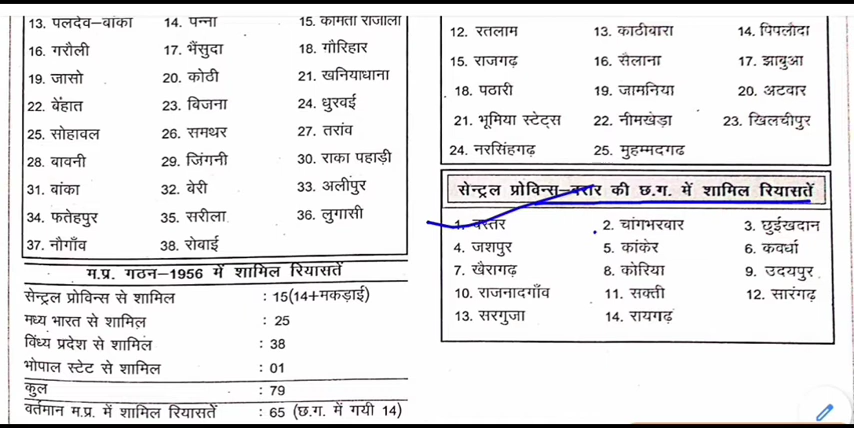 13. पलदेव–बांका 14. पन्ना 15. कामता राजौला
16. गरौली 17. भैंसुदा 18. गौरिहार
19. जासो 20. कोठी 21. खनियाधाना
22. बेंहात 23. बिजना 24. धुरवई
25. सोहावल 26. समथर 27. तरांव
28. बावनी 29. जिंगनी 30. राका पहाड़ी
31. बांका 32. वेरी 33. अलीपुर
34. फतेहपुर 35. सरीला 36. लुगासी
37. नौगाँव 38. रोवाई
म.प्र. गठन–1956 में शामिल रियासतें
सेन्ट्रल प्रोविन्स से शामिल : 15(14+मकड़ाई)
मध्य भारत से शामिल : 25
विंध्य प्रदेश से शामिल : 38
भोपाल स्टेट से शामिल : 01
कुल : 79
वर्तमान म.प्र. में शामिल रियासतें : 65 (छ.ग. में गयी 14)
12. रतलाम 13. काठीबारा 14. पिपलौदा
15. राजगढ़ 16. सैलाना 17. झाबुआ
18. पठारी 19. जामनिया 20. अटवार
21. भूमिया स्टेट्स 22. नीमखेड़ा 23. खिलचीपुर
24. नरसिंहगढ़ 25. मुहम्मदगढ
सेन्ट्रल प्रोविन्स–बरार की छ.ग. में शामिल रियासतें
1. बस्तर 2. चांगभरवार 3. छुईखदान
4. जशपुर 5. कांकेर 6. कवर्धा
7. खैरागढ़ 8. कोरिया 9. उदयपुर
10. राजनादगाँव 11. सक्ती 12. सारंगढ़
13. सरगुजा 14. रायगढ़